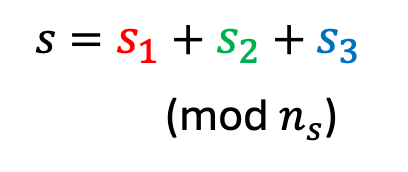 s = s₁ + s₂ + s₃
(mod nₛ)